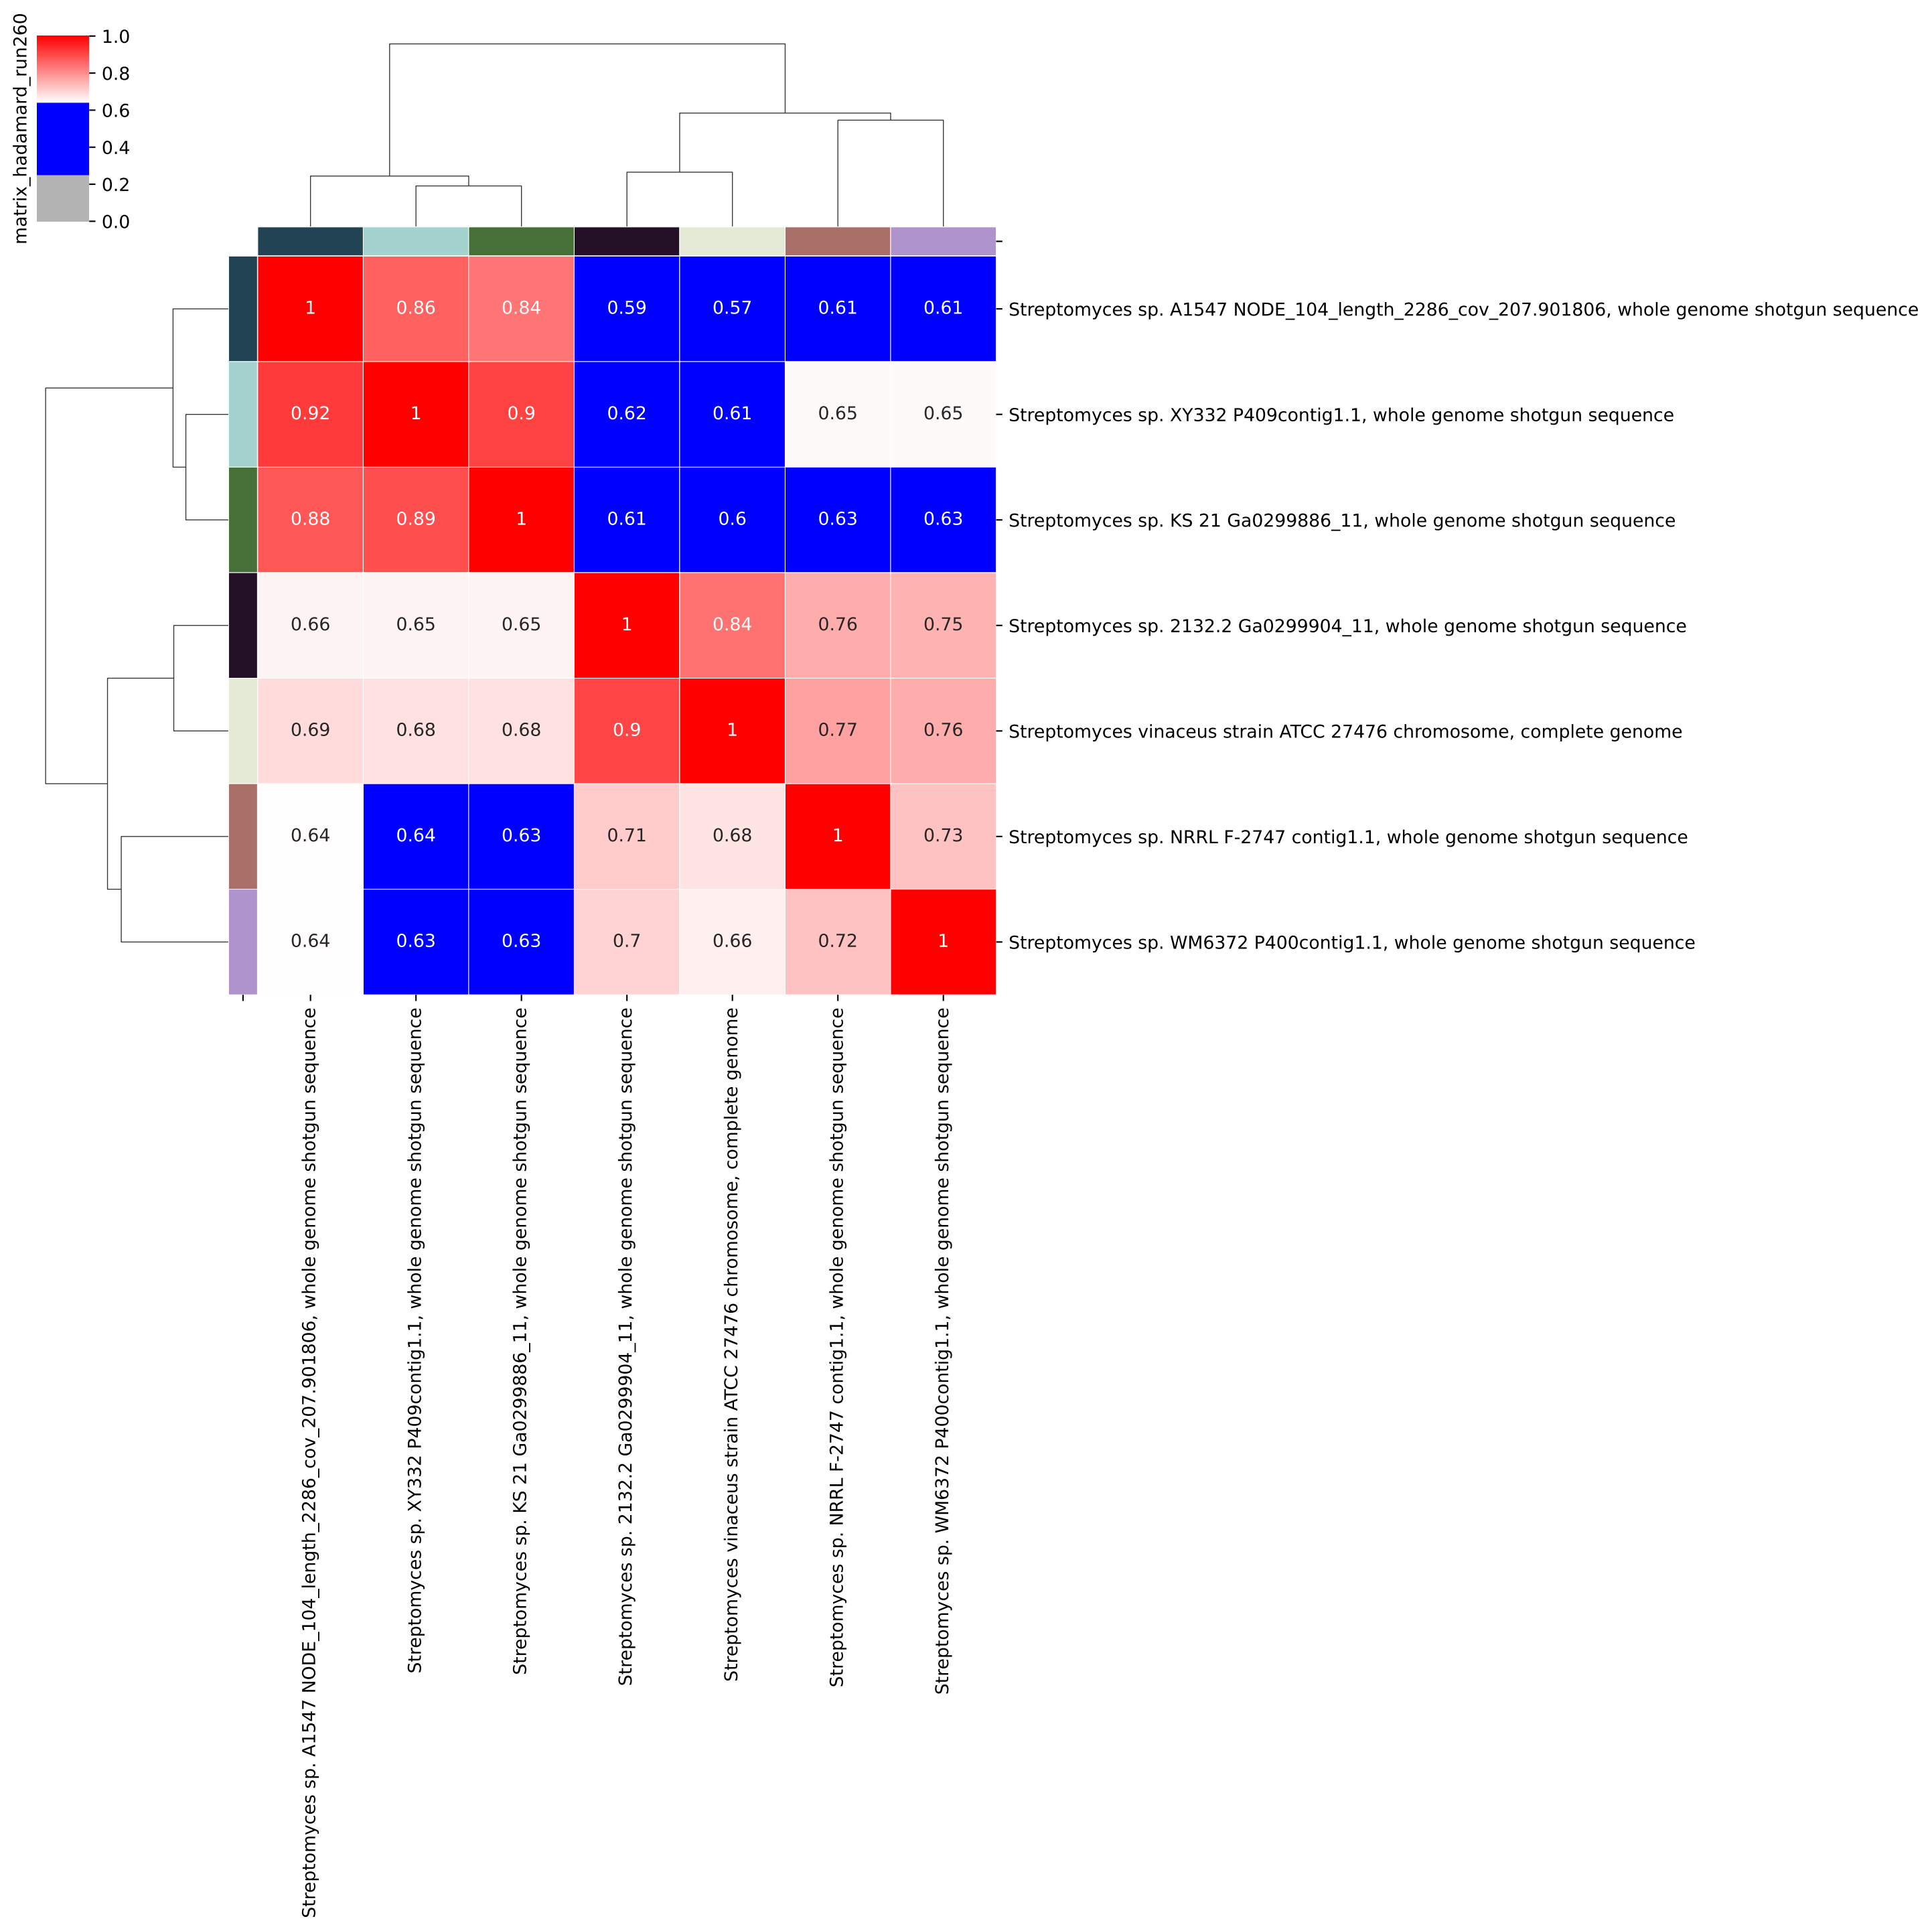 matrix_hadamard_run260
1.0
0.8
0.6
0.4
0.2
0.0
1 0.86 0.84 0.59 0.57 0.61 0.61 Streptomyces sp. A1547 NODE_104_length_2286_cov_207.901806, whole genome shotgun sequence
0.92 1 0.9 0.62 0.61 0.65 0.65 Streptomyces sp. XY332 P409contig1.1, whole genome shotgun sequence
0.88 0.89 1 0.61 0.6 0.63 0.63 Streptomyces sp. KS 21 Ga0299886_11, whole genome shotgun sequence
0.66 0.65 0.65 1 0.84 0.76 0.75 Streptomyces sp. 2132.2 Ga0299904_11, whole genome shotgun sequence
0.69 0.68 0.68 0.9 1 0.77 0.76 Streptomyces vinaceus strain ATCC 27476 chromosome, complete genome
0.64 0.64 0.63 0.71 0.68 1 0.73 Streptomyces sp. NRRL F-2747 contig1.1, whole genome shotgun sequence
0.64 0.63 0.63 0.7 0.66 0.72 1 Streptomyces sp. WM6372 P400contig1.1, whole genome shotgun sequence
Streptomyces sp. A1547 NODE_104_length_2286_cov_207.901806, whole genome shotgun sequence
Streptomyces sp. XY332 P409contig1.1, whole genome shotgun sequence
Streptomyces sp. KS 21 Ga0299886_11, whole genome shotgun sequence
Streptomyces sp. 2132.2 Ga0299904_11, whole genome shotgun sequence
Streptomyces vinaceus strain ATCC 27476 chromosome, complete genome
Streptomyces sp. NRRL F-2747 contig1.1, whole genome shotgun sequence
Streptomyces sp. WM6372 P400contig1.1, whole genome shotgun sequence